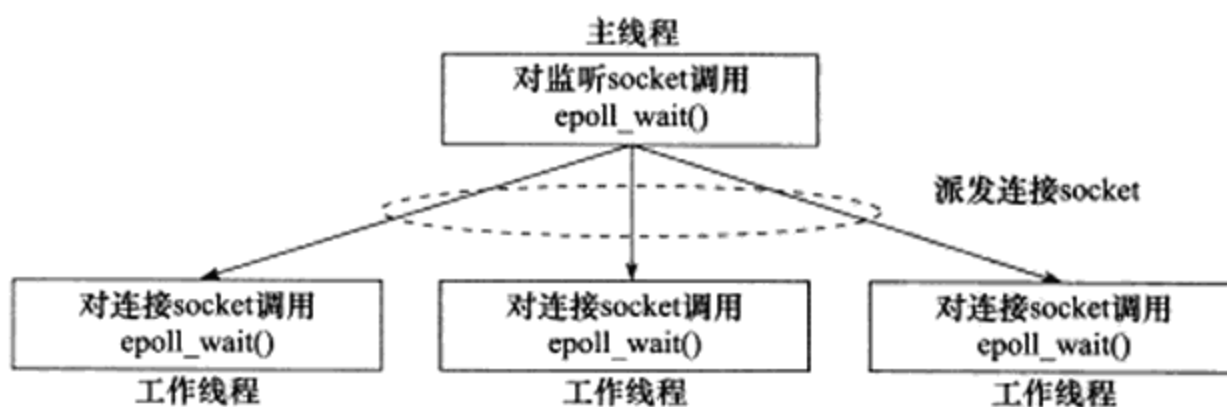 主线程
对监听socket调用
epoll_wait()
派发连接socket
对连接socket调用
epoll_wait()
工作线程
对连接socket调用
epoll_wait()
工作线程
对连接socket调用
epoll_wait()
工作线程